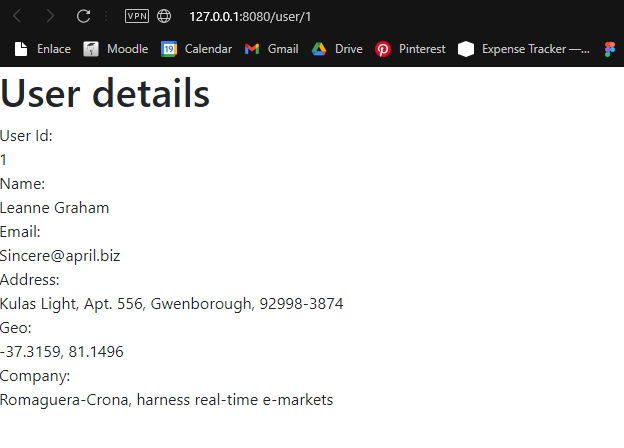 VPN 127.0.0.1:8080/user/1
Enlace Moodle 19 Calendar Gmail Drive Pinterest Expense Tracker —...
User details
User Id:
1
Name:
Leanne Graham
Email:
Sincere@april.biz
Address:
Kulas Light, Apt. 556, Gwenborough, 92998-3874
Geo:
-37.3159, 81.1496
Company:
Romaguera-Crona, harness real-time e-markets